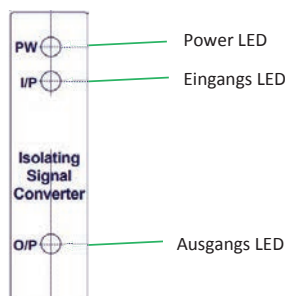 PW Power LED
I/P Eingangs LED
Isolating
Signal
Converter
O/P Ausgangs LED